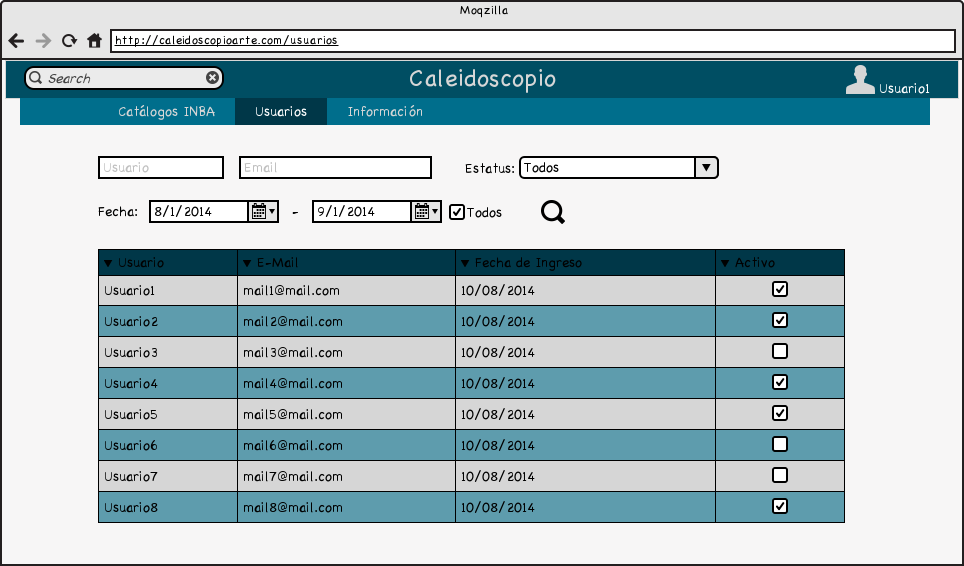 Moqzilla
http://caleidoscopioarte.com/usuarios
Search Caleidoscopio Usuario1
Catálogos INBA Usuarios Información
Usuario Email Estatus: Todos
Fecha: 8/1/2014 - 9/1/2014 Todos
Usuario E-Mail Fecha de Ingreso Activo
Usuario1 mail1@mail.com 10/08/2014
Usuario2 mail2@mail.com 10/08/2014
Usuario3 mail3@mail.com 10/08/2014
Usuario4 mail4@mail.com 10/08/2014
Usuario5 mail5@mail.com 10/08/2014
Usuario6 mail6@mail.com 10/08/2014
Usuario7 mail7@mail.com 10/08/2014
Usuario8 mail8@mail.com 10/08/2014